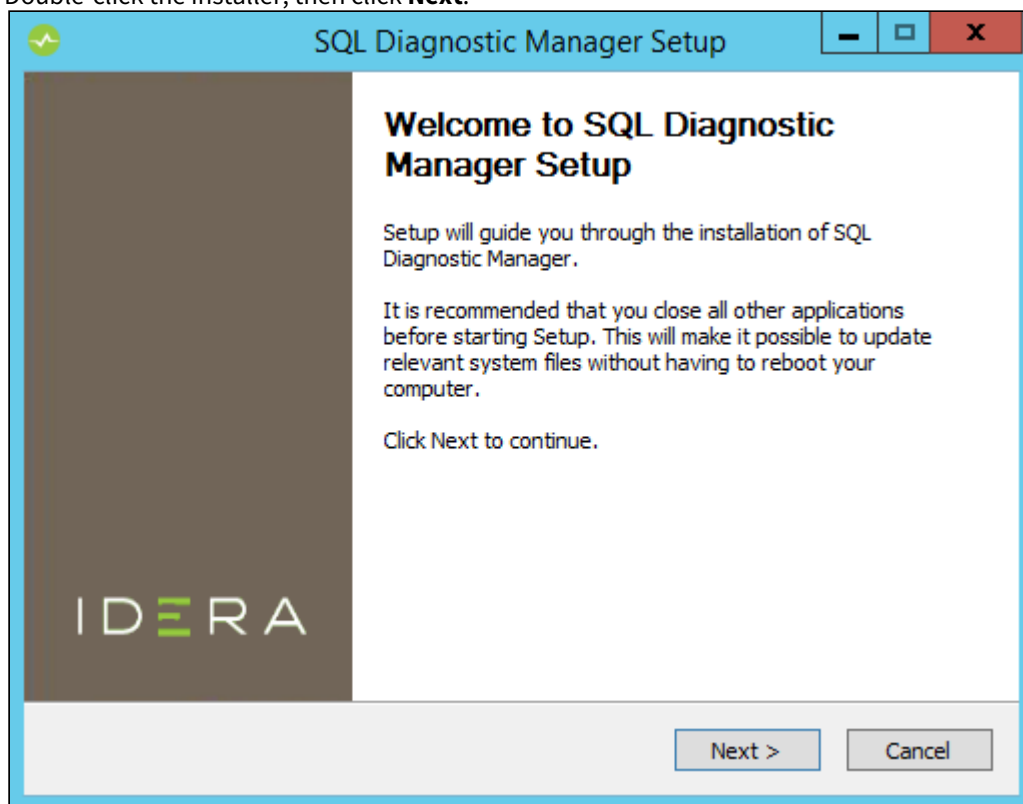 Double-click the installer, then click Next.
SQL Diagnostic Manager Setup
Welcome to SQL Diagnostic
Manager Setup
Setup will guide you through the installation of SQL
Diagnostic Manager.
It is recommended that you close all other applications
before starting Setup. This will make it possible to update
relevant system files without having to reboot your
computer.
Click Next to continue.
IDERA
Next >
Cancel